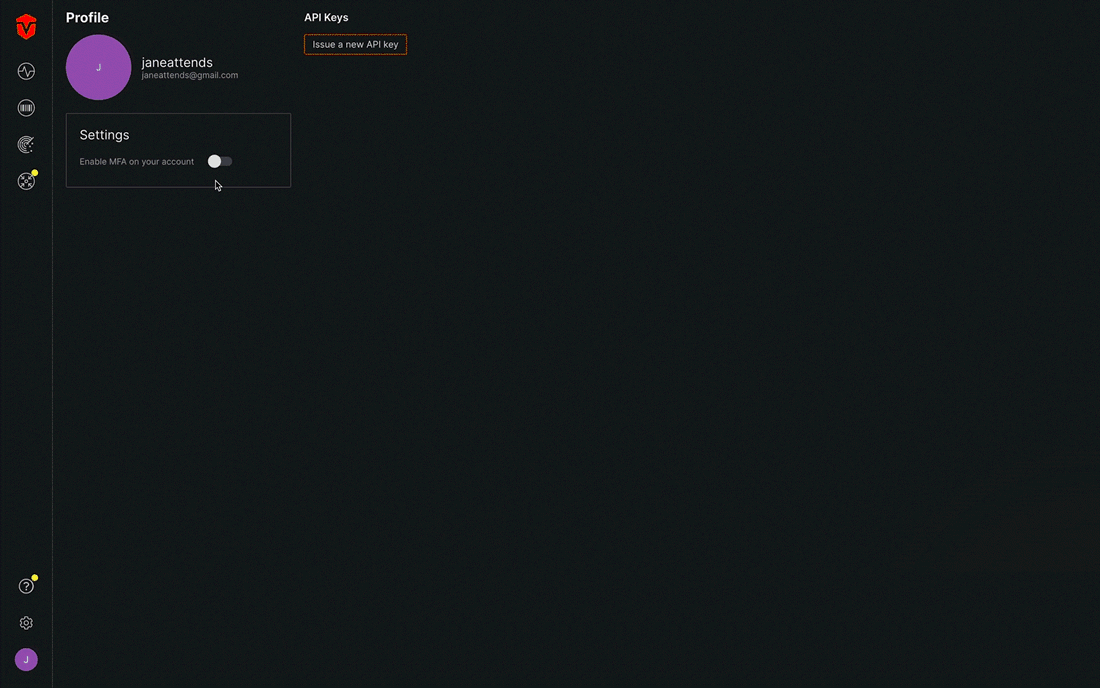 Profile
J
janeattends
janeattends@gmail.com
Settings
Enable MFA on your account
API Keys
Issue a new API key
?
J